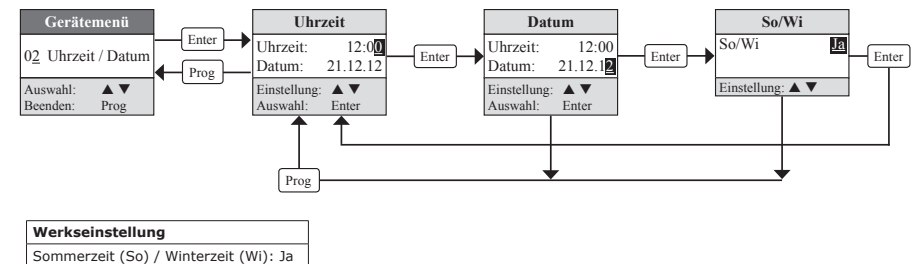 Gerätemenü
02 Uhrzeit / Datum
Auswahl: ▲ ▼
Beenden: Prog
Enter
Prog
Uhrzeit
Uhrzeit: 12:00
Datum: 21.12.12
Einstellung: ▲ ▼
Auswahl: Enter
Enter
Datum
Uhrzeit: 12:00
Datum: 21.12.12
Einstellung: ▲ ▼
Auswahl: Enter
Enter
So/Wi
So/Wi Ja
Einstellung: ▲ ▼
Enter
Prog
Werkseinstellung
Sommerzeit (So) / Winterzeit (Wi): Ja